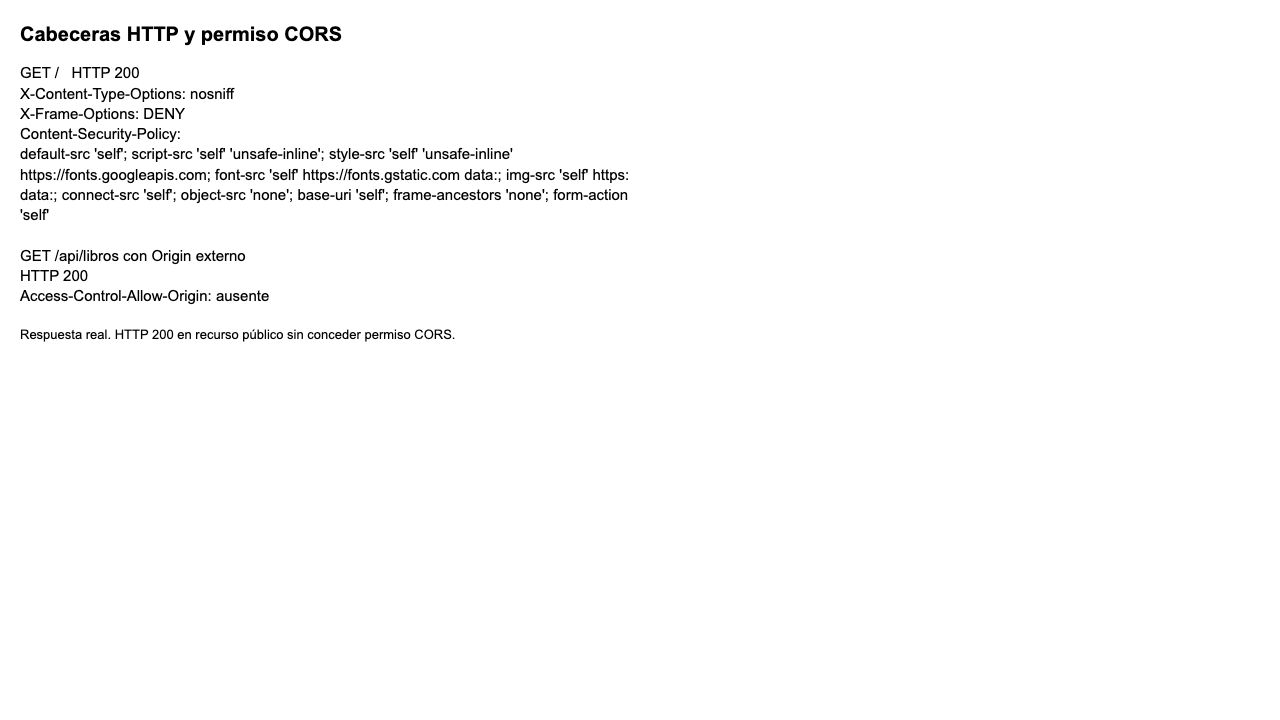 Cabeceras HTTP y permiso CORS
GET /   HTTP 200
X-Content-Type-Options: nosniff
X-Frame-Options: DENY
Content-Security-Policy:
default-src 'self'; script-src 'self' 'unsafe-inline'; style-src 'self' 'unsafe-inline'
https://fonts.googleapis.com; font-src 'self' https://fonts.gstatic.com data:; img-src 'self' https:
data:; connect-src 'self'; object-src 'none'; base-uri 'self'; frame-ancestors 'none'; form-action
'self'
GET /api/libros con Origin externo
HTTP 200
Access-Control-Allow-Origin: ausente
Respuesta real. HTTP 200 en recurso público sin conceder permiso CORS.